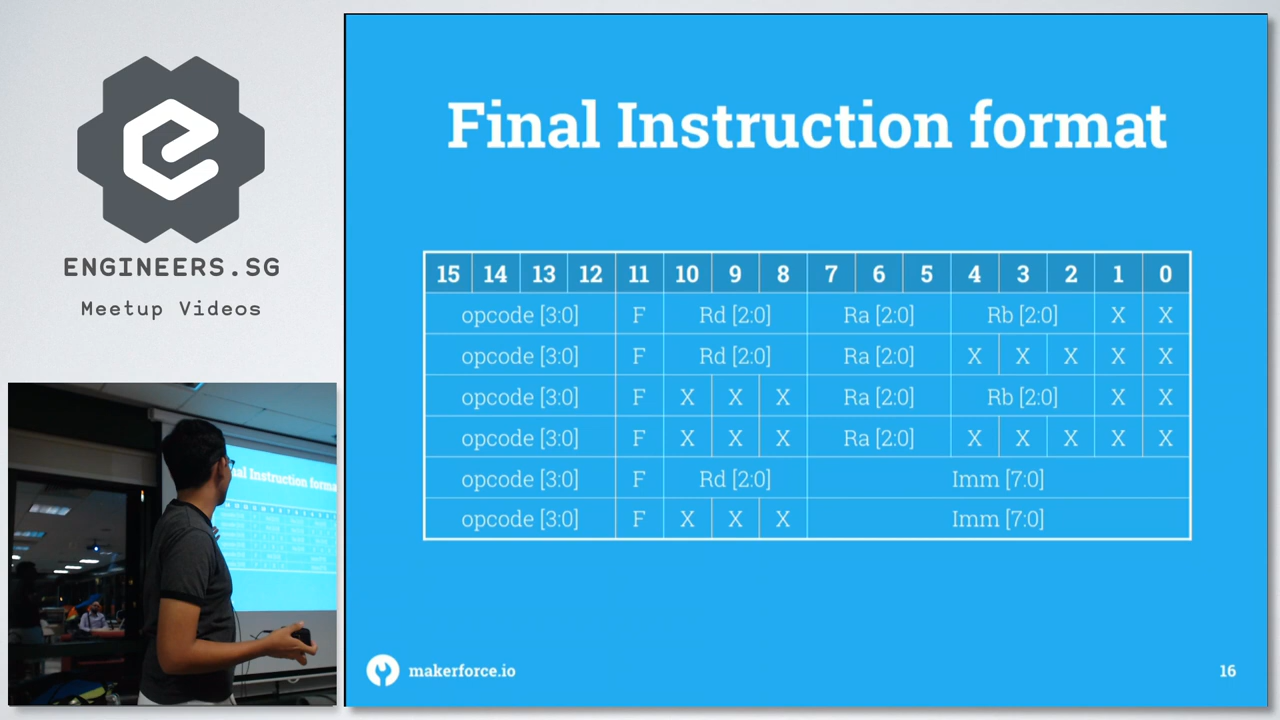 ENGINEERS.SG
Meetup Videos
Final Instruction format
15 14 13 12 11 10 9 8 7 6 5 4 3 2 1 0
opcode [3:0] F Rd [2:0] Ra [2:0] Rb [2:0] X X
opcode [3:0] F Rd [2:0] Ra [2:0] X X X X X
opcode [3:0] F X X X Ra [2:0] Rb [2:0] X X
opcode [3:0] F X X X Ra [2:0] X X X X X
opcode [3:0] F Rd [2:0] Imm [7:0]
opcode [3:0] F X X X Imm [7:0]
makerforce.io
16
Instruction